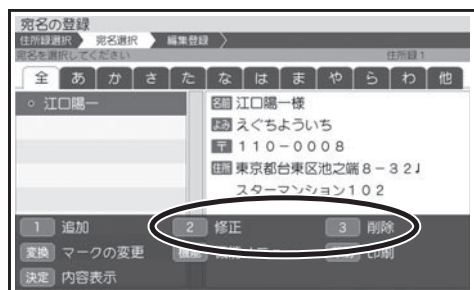 宛名の登録
住所録選択 宛名選択 編集登録
宛名を選択してください 住所録1
全 あ か さ た な は ま や ら わ 他
江口陽一
名前 江口陽一様
よみ えぐちよういち
〒 110-0008
住所 東京都台東区池之端8-32J
スターマンション102
1 追加 2 修正 3 削除
変換 マークの変更 機能 印刷
決定 内容表示